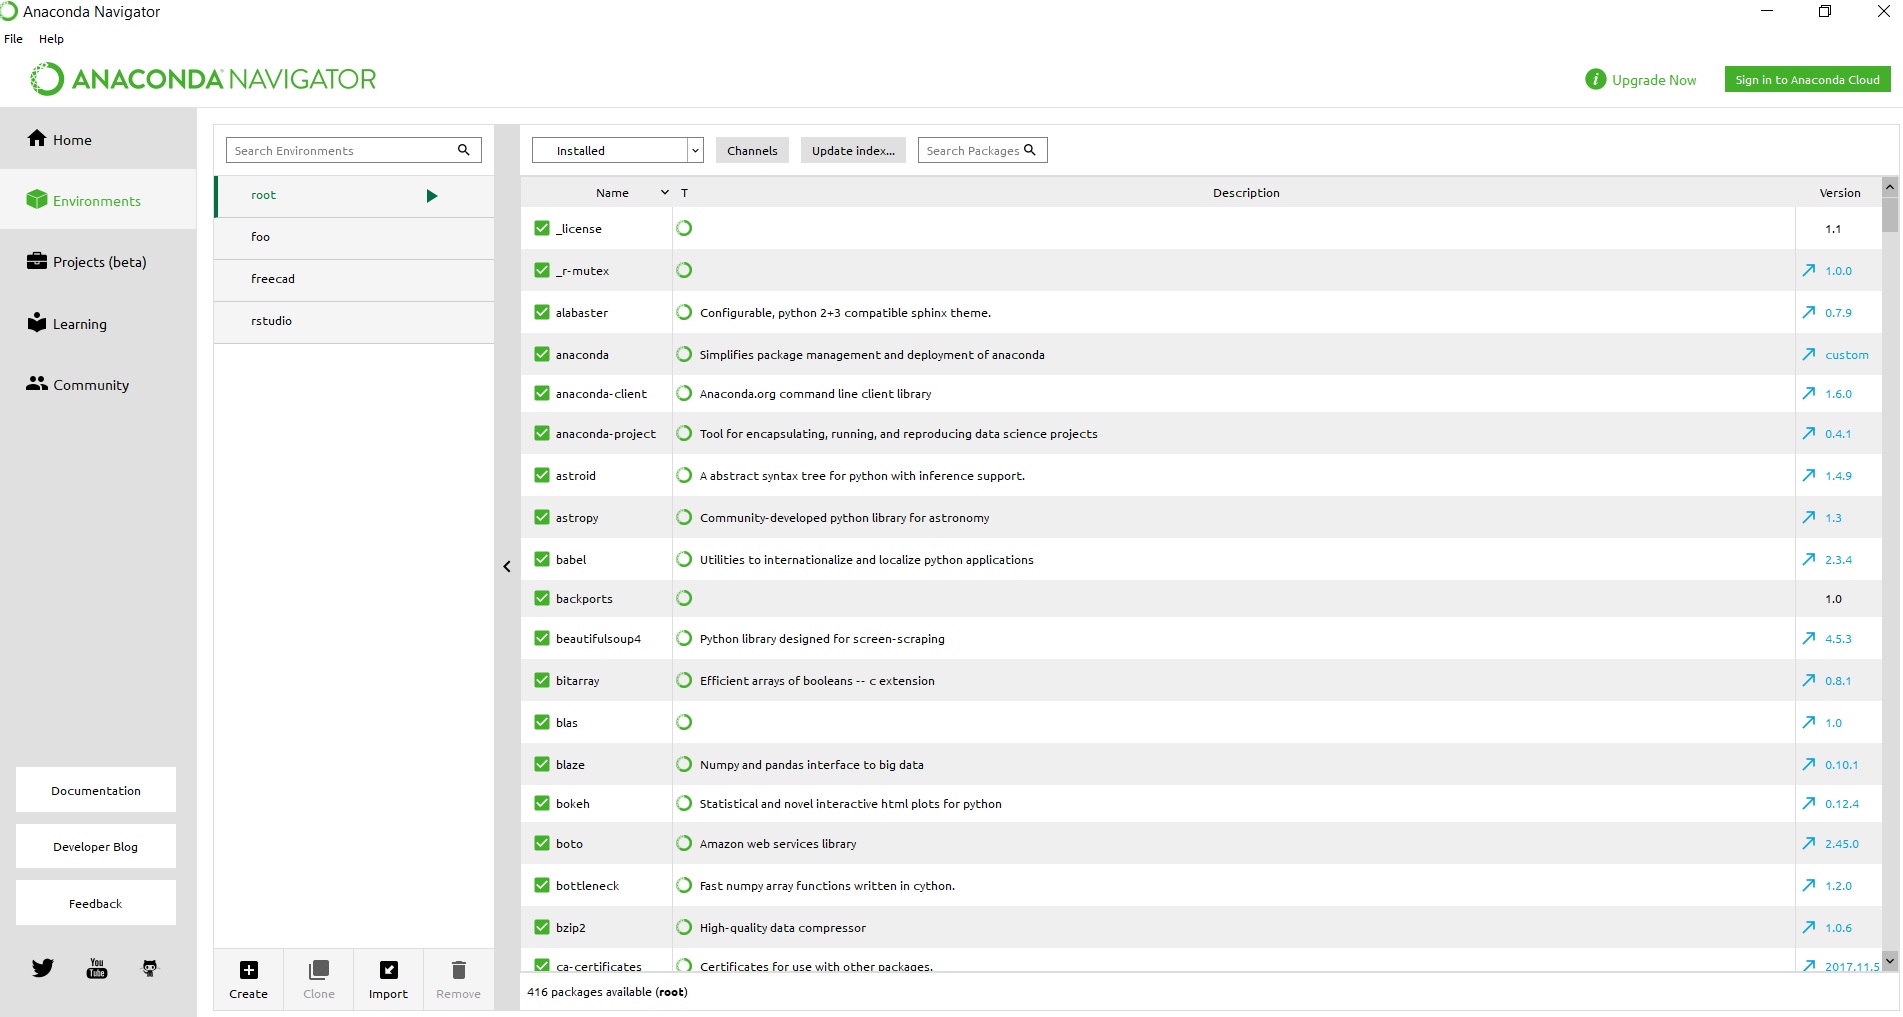 Anaconda Navigator
File Help
ANACONDA NAVIGATOR
i Upgrade Now Sign in to Anaconda Cloud
Home
Environments
Projects (beta)
Learning
Community
Documentation
Developer Blog
Feedback
You Tube
Search Environments
root
foo
freecad
rstudio
Create Clone Import Remove
Installed Channels Update index... Search Packages
Name T Description Version
_license 1.1
_r-mutex 1.0.0
alabaster Configurable, python 2+3 compatible sphinx theme. 0.7.9
anaconda Simplifies package management and deployment of anaconda custom
anaconda-client Anaconda.org command line client library 1.6.0
anaconda-project Tool for encapsulating, running, and reproducing data science projects 0.4.1
astroid A abstract syntax tree for python with inference support. 1.4.9
astropy Community-developed python library for astronomy 1.3
babel Utilities to internationalize and localize python applications 2.3.4
backports 1.0
beautifulsoup4 Python library designed for screen-scraping 4.5.3
bitarray Efficient arrays of booleans -- c extension 0.8.1
blas 1.0
blaze Numpy and pandas interface to big data 0.10.1
bokeh Statistical and novel interactive html plots for python 0.12.4
boto Amazon web services library 2.45.0
bottleneck Fast numpy array functions written in cython. 1.2.0
bzip2 High-quality data compressor 1.0.6
ca-certificates Certificates for use with other packages. 2017.11.5
416 packages available (root)